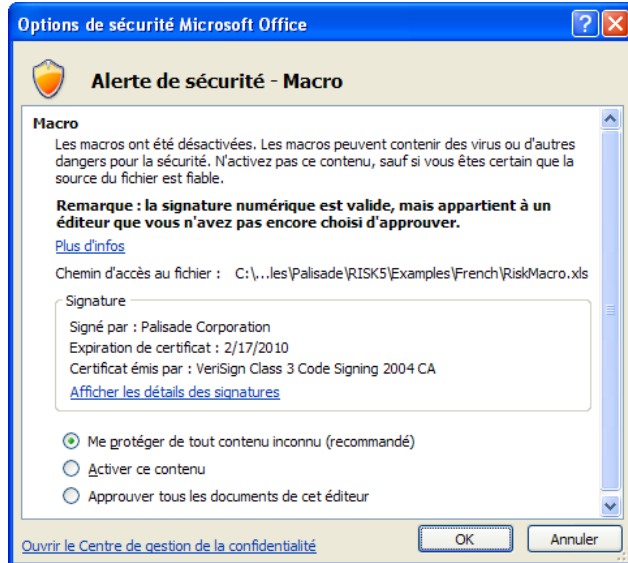 Options de sécurité Microsoft Office
Alerte de sécurité - Macro
Macro
Les macros ont été désactivées. Les macros peuvent contenir des virus ou d'autres
dangers pour la sécurité. N'activez pas ce contenu, sauf si vous êtes certain que la
source du fichier est fiable.
Remarque : la signature numérique est valide, mais appartient à un
éditeur que vous n'avez pas encore choisi d'approuver.
Plus d'infos
Chemin d'accès au fichier : C:\...les\Palisade\RISK5\Examples\French\RiskMacro.xls
Signature
Signé par : Palisade Corporation
Expiration de certificat : 2/17/2010
Certificat émis par : VeriSign Class 3 Code Signing 2004 CA
Afficher les détails des signatures
Me protéger de tout contenu inconnu (recommandé)
Activer ce contenu
Approuver tous les documents de cet éditeur
Ouvrir le Centre de gestion de la confidentialité
OK
Annuler